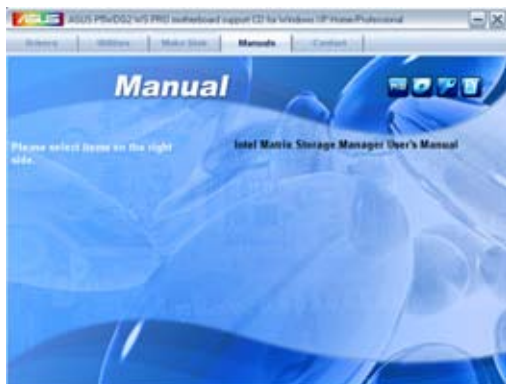 ASUS ASUS P5WDG2 WS PRO motherboard support CD for Windows XP Home/Professional
Drivers Utilities Make Disk Manuals Contact
Manual
Please select items on the right
side.
Intel Matrix Storage Manager User's Manual